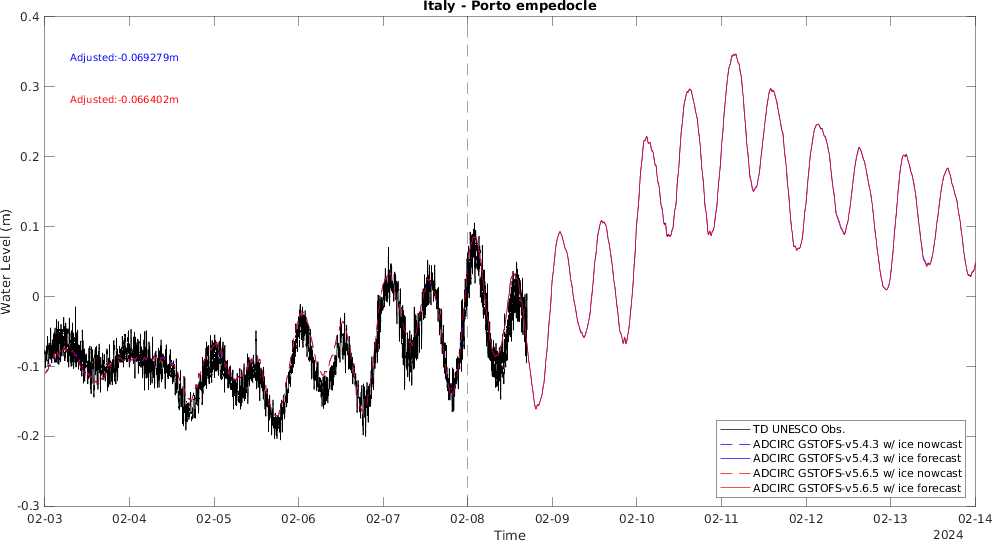 Italy - Porto empedocle
Adjusted:-0.069279m
Adjusted:-0.066402m
Water Level (m)
0.4
0.3
0.2
0.1
0
-0.1
-0.2
-0.3
TD UNESCO Obs.
ADCIRC GSTOFS-v5.4.3 w/ ice nowcast
ADCIRC GSTOFS-v5.4.3 w/ ice forecast
ADCIRC GSTOFS-v5.6.5 w/ ice nowcast
ADCIRC GSTOFS-v5.6.5 w/ ice forecast
02-03 02-04 02-05 02-06 02-07 02-08 02-09 02-10 02-11 02-12 02-13 02-14
Time
2024